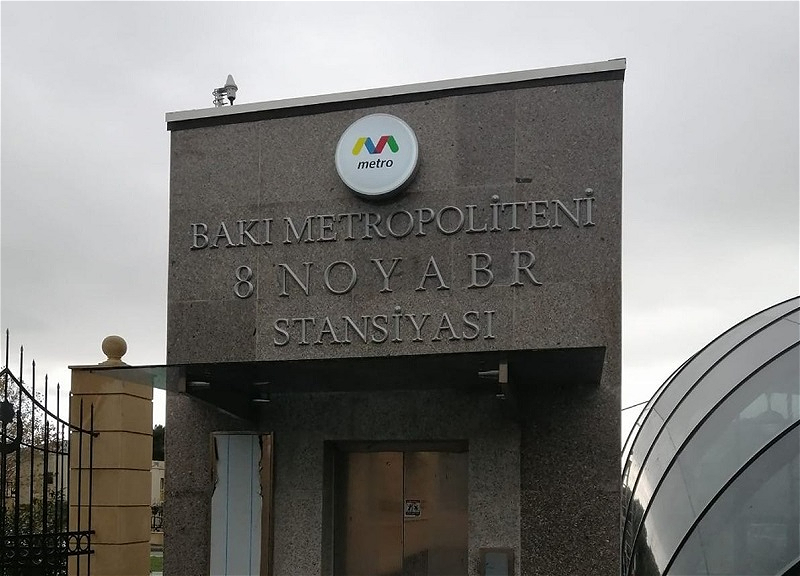 metro
BAKI METROPOLİTENİ
8 NOYABR
STANSİYASI